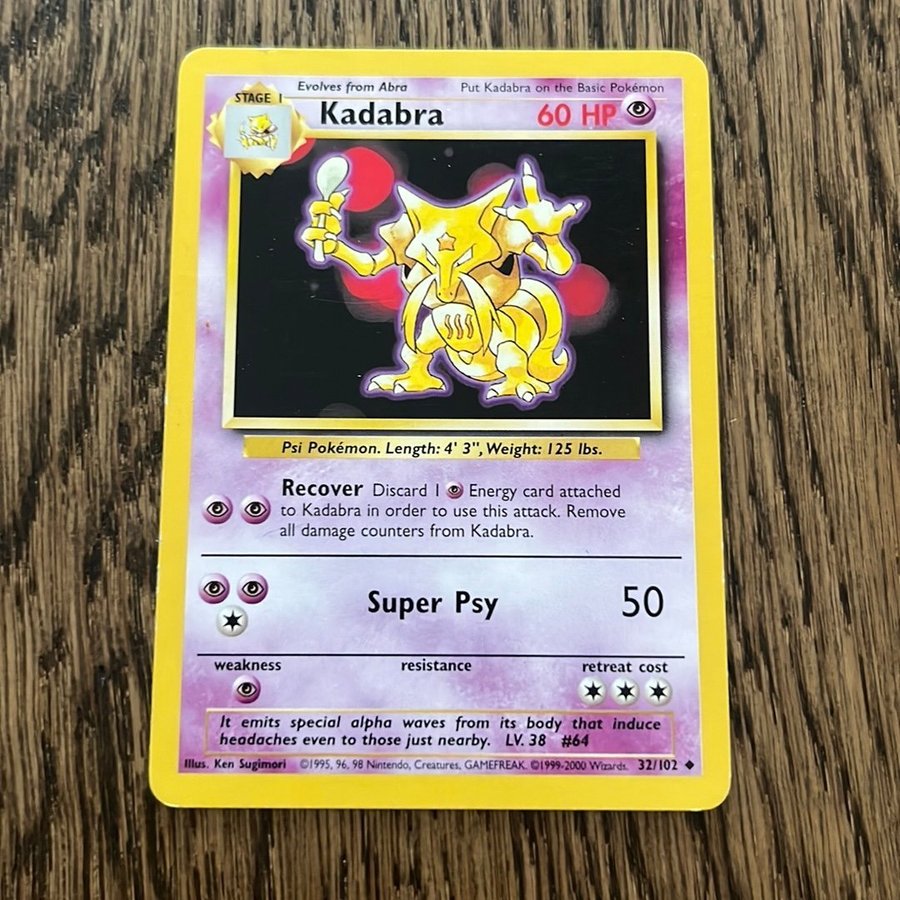 Evolves from Abra Put Kadabra on the Basic Pokémon
STAGE 1
Kadabra 60 HP
Psi Pokémon. Length: 4' 3", Weight: 125 lbs.
Recover Discard 1 Energy card attached
to Kadabra in order to use this attack. Remove
all damage counters from Kadabra.
Super Psy 50
weakness resistance retreat cost
It emits special alpha waves from its body that induce
headaches even to those just nearby. LV. 38 #64
Illus. Ken Sugimori ©1995, 96, 98 Nintendo, Creatures, GAMEFREAK. ©1999-2000 Wizards. 32/102